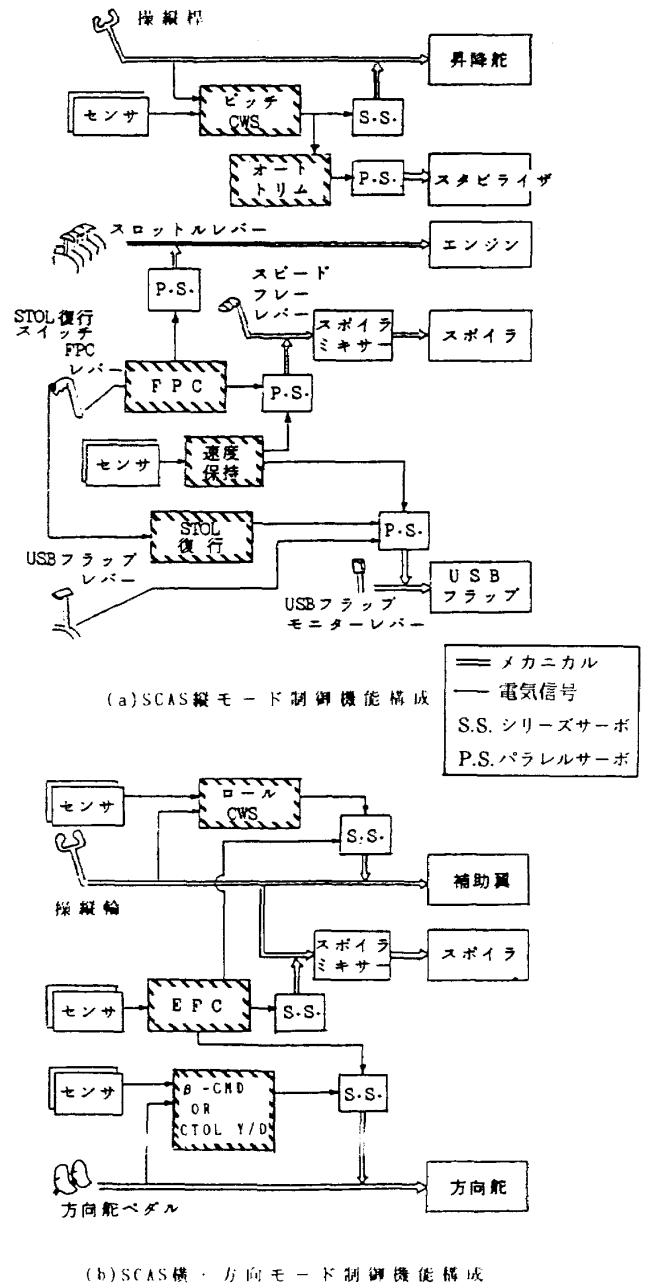 操縦桿
昇降舵
センサ
ピッチ
CWS
S.S.
オート
トリム
P.S.
スタビライザ
スロットルレバー
エンジン
P.S.
スピード
フレー
レバー
スポイラ
ミキサー
スポイラ
STOL復行
スイッチ
FPC
レバー
FPC
P.S.
センサ
速度
保持
STOL
復行
P.S.
USBフラップ
レバー
USBフラップ
モニターレバー
USB
フラップ
(a)SCAS縦モード制御機能構成
メカニカル
電気信号
S.S. シリーズサーボ
P.S. パラレルサーボ
センサ
ロール
CWS
S.S.
操縦輪
補助翼
スポイラ
ミキサー
スポイラ
センサ
EFC
S.S.
センサ
β-CMD
OR
CTOL Y/D
S.S.
方向舵ペダル
方向舵
(b)SCAS横・方向モード制御機能構成